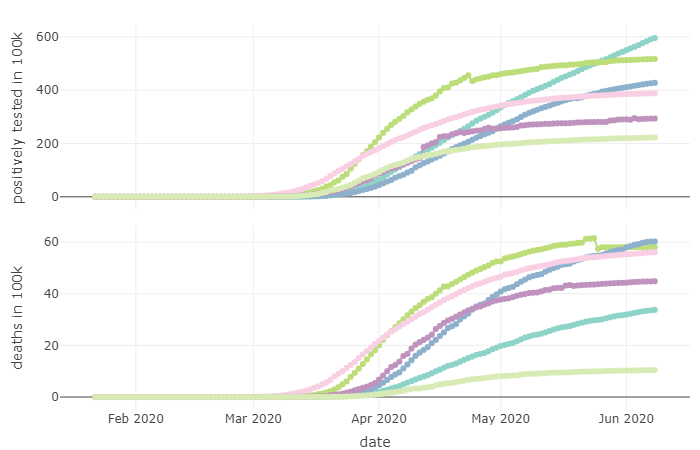 positively tested in 100k
600
400
200
0
deaths in 100k
60
40
20
0
Feb 2020
Mar 2020
Apr 2020
May 2020
Jun 2020
date